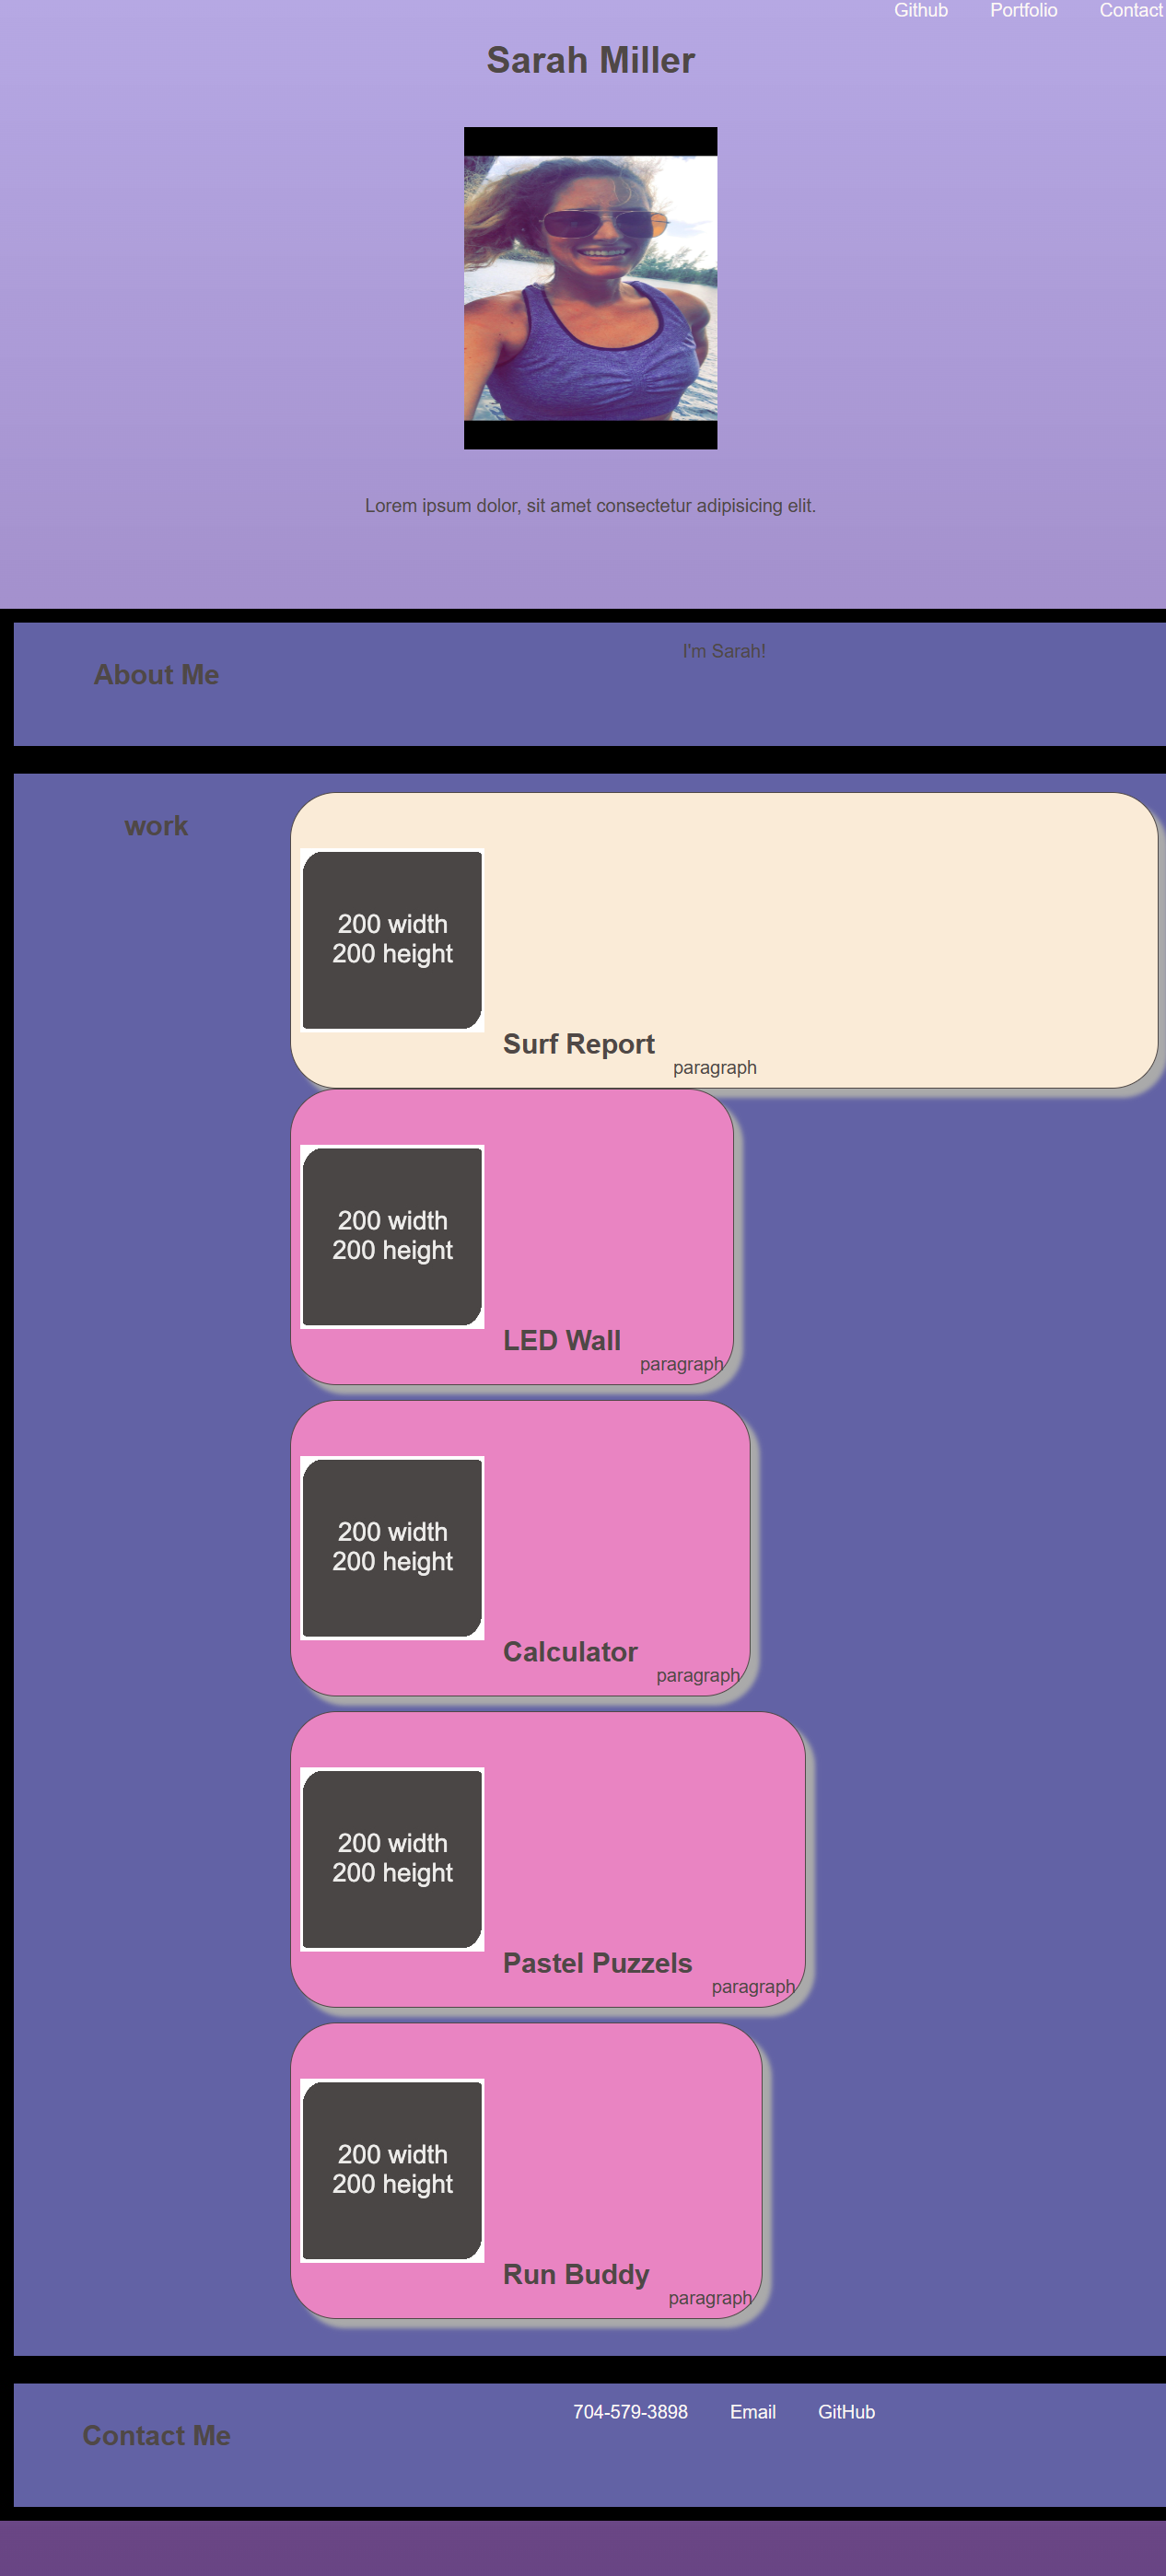 Github Portfolio Contact
Sarah Miller
Lorem ipsum dolor, sit amet consectetur adipisicing elit.
About Me
I'm Sarah!
work
200 width
200 height
Surf Report
paragraph
200 width
200 height
LED Wall
paragraph
200 width
200 height
Calculator
paragraph
200 width
200 height
Pastel Puzzels
paragraph
200 width
200 height
Run Buddy
paragraph
Contact Me
704-579-3898 Email GitHub